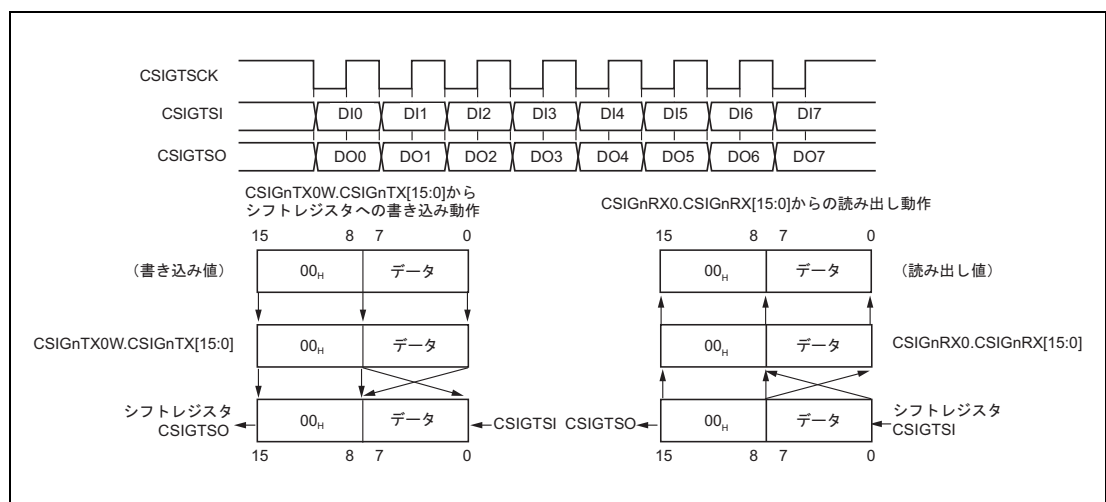 CSIGTSCK
CSIGTSI DI0 DI1 DI2 DI3 DI4 DI5 DI6 DI7
CSIGTSO DO0 DO1 DO2 DO3 DO4 DO5 DO6 DO7
CSIGnTX0W.CSIGnTX[15:0]から
シフトレジスタへの書き込み動作
CSIGnRX0.CSIGnRX[15:0]からの読み出し動作
15 8 7 0 15 8 7 0
（書き込み値） 00H データ 00H データ （読み出し値）
CSIGnTX0W.CSIGnTX[15:0] 00H データ 00H データ CSIGnRX0.CSIGnRX[15:0]
シフトレジスタ
CSIGTSO 00H データ CSIGTSI CSIGTSO 00H データ シフトレジスタ
CSIGTSI
15 8 7 0 15 8 7 0